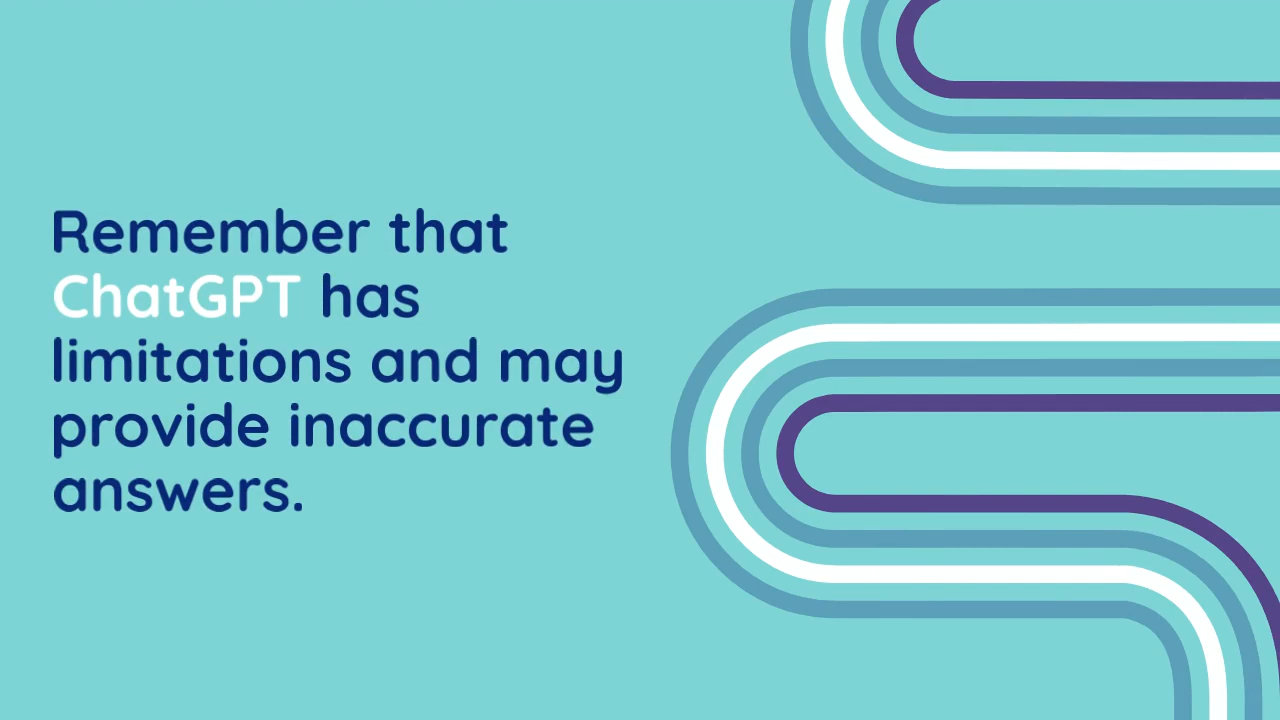 Remember that
ChatGPT has
limitations and may
provide inaccurate
answers.